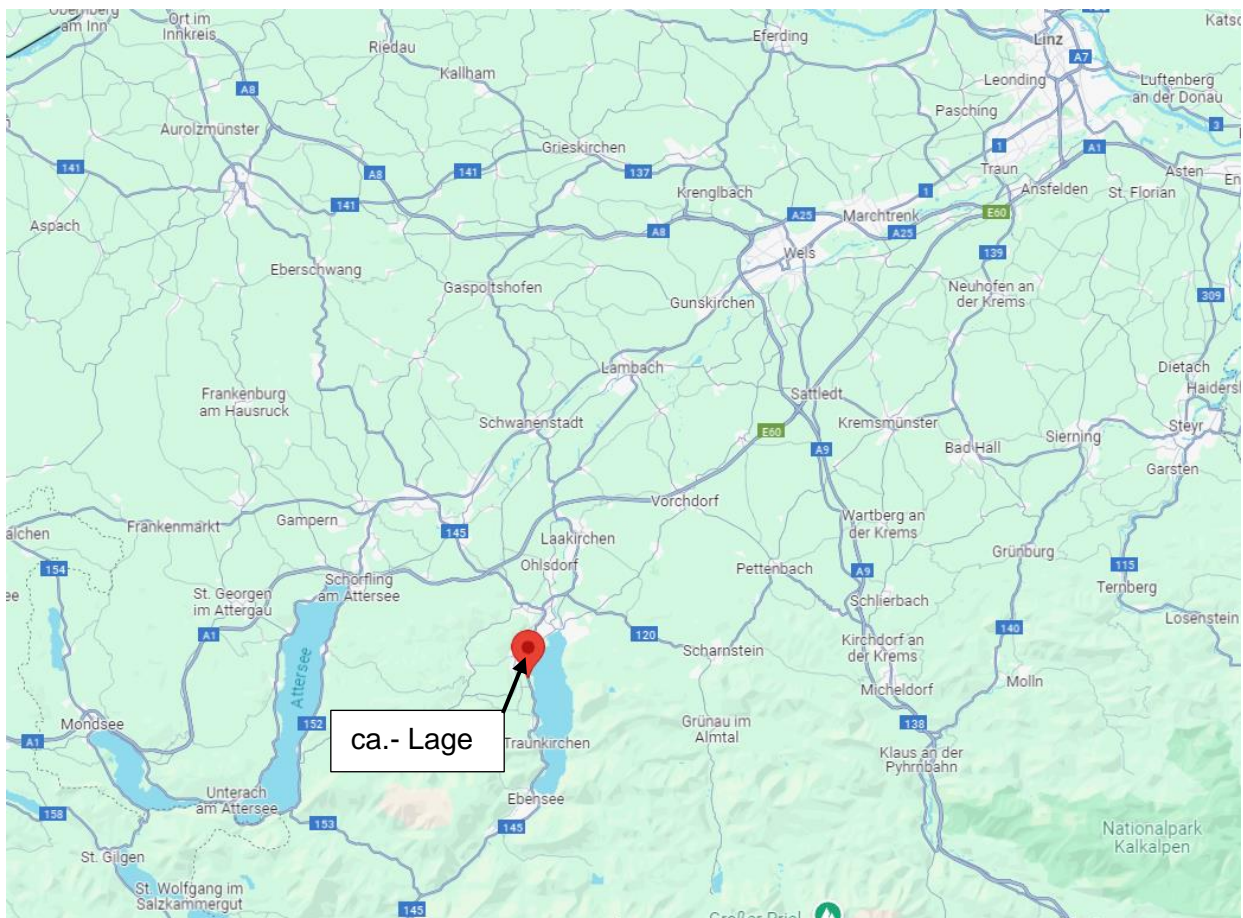 Obernberg
am Inn
Ort im
Innkreis
Riedau
Kallham
Eferding
Linz
A7
Leonding
Luftenberg
an der Donau
Pasching
A8
Aurolzmünster
3
Grieskirchen
1
Traun
A1
Asten
141
A8
141
137
Krenglbach
1
Ansfelden
St. Florian
141
Aspach
A8
A25
Marchtrenk
E60
A25
Wels
139
Eberschwang
Gaspoltshofen
Gunskirchen
Neuhofen an
der Krems
309
Lambach
Dietach
Frankenburg
am Hausruck
Sattledt
Schwanenstadt
Kremsmünster
E60
Sierning
Steyr
A9
Bad Hall
Garsten
Vorchdorf
Frankenmarkt
Gampern
145
Laakirchen
Wartberg an
der Krems
Grünburg
154
Ohlsdorf
Pettenbach
A9
115
Schörfling
am Attersee
St. Georgen
im Attergau
Schlierbach
Ternberg
Losenstein
A1
120
140
Kirchdorf an
der Krems
Scharnstein
Attersee
Molln
Micheldorf
Mondsee
152
ca.- Lage
Traunkirchen
Grünau im
Almtal
138
A1
Klaus an der
Pyhrnbahn
Unterach
am Attersee
Ebensee
158
153
145
Nationalpark
Kalkalpen
St. Gilgen
St. Wolfgang im
Salzkammergut
145
Großer Priel